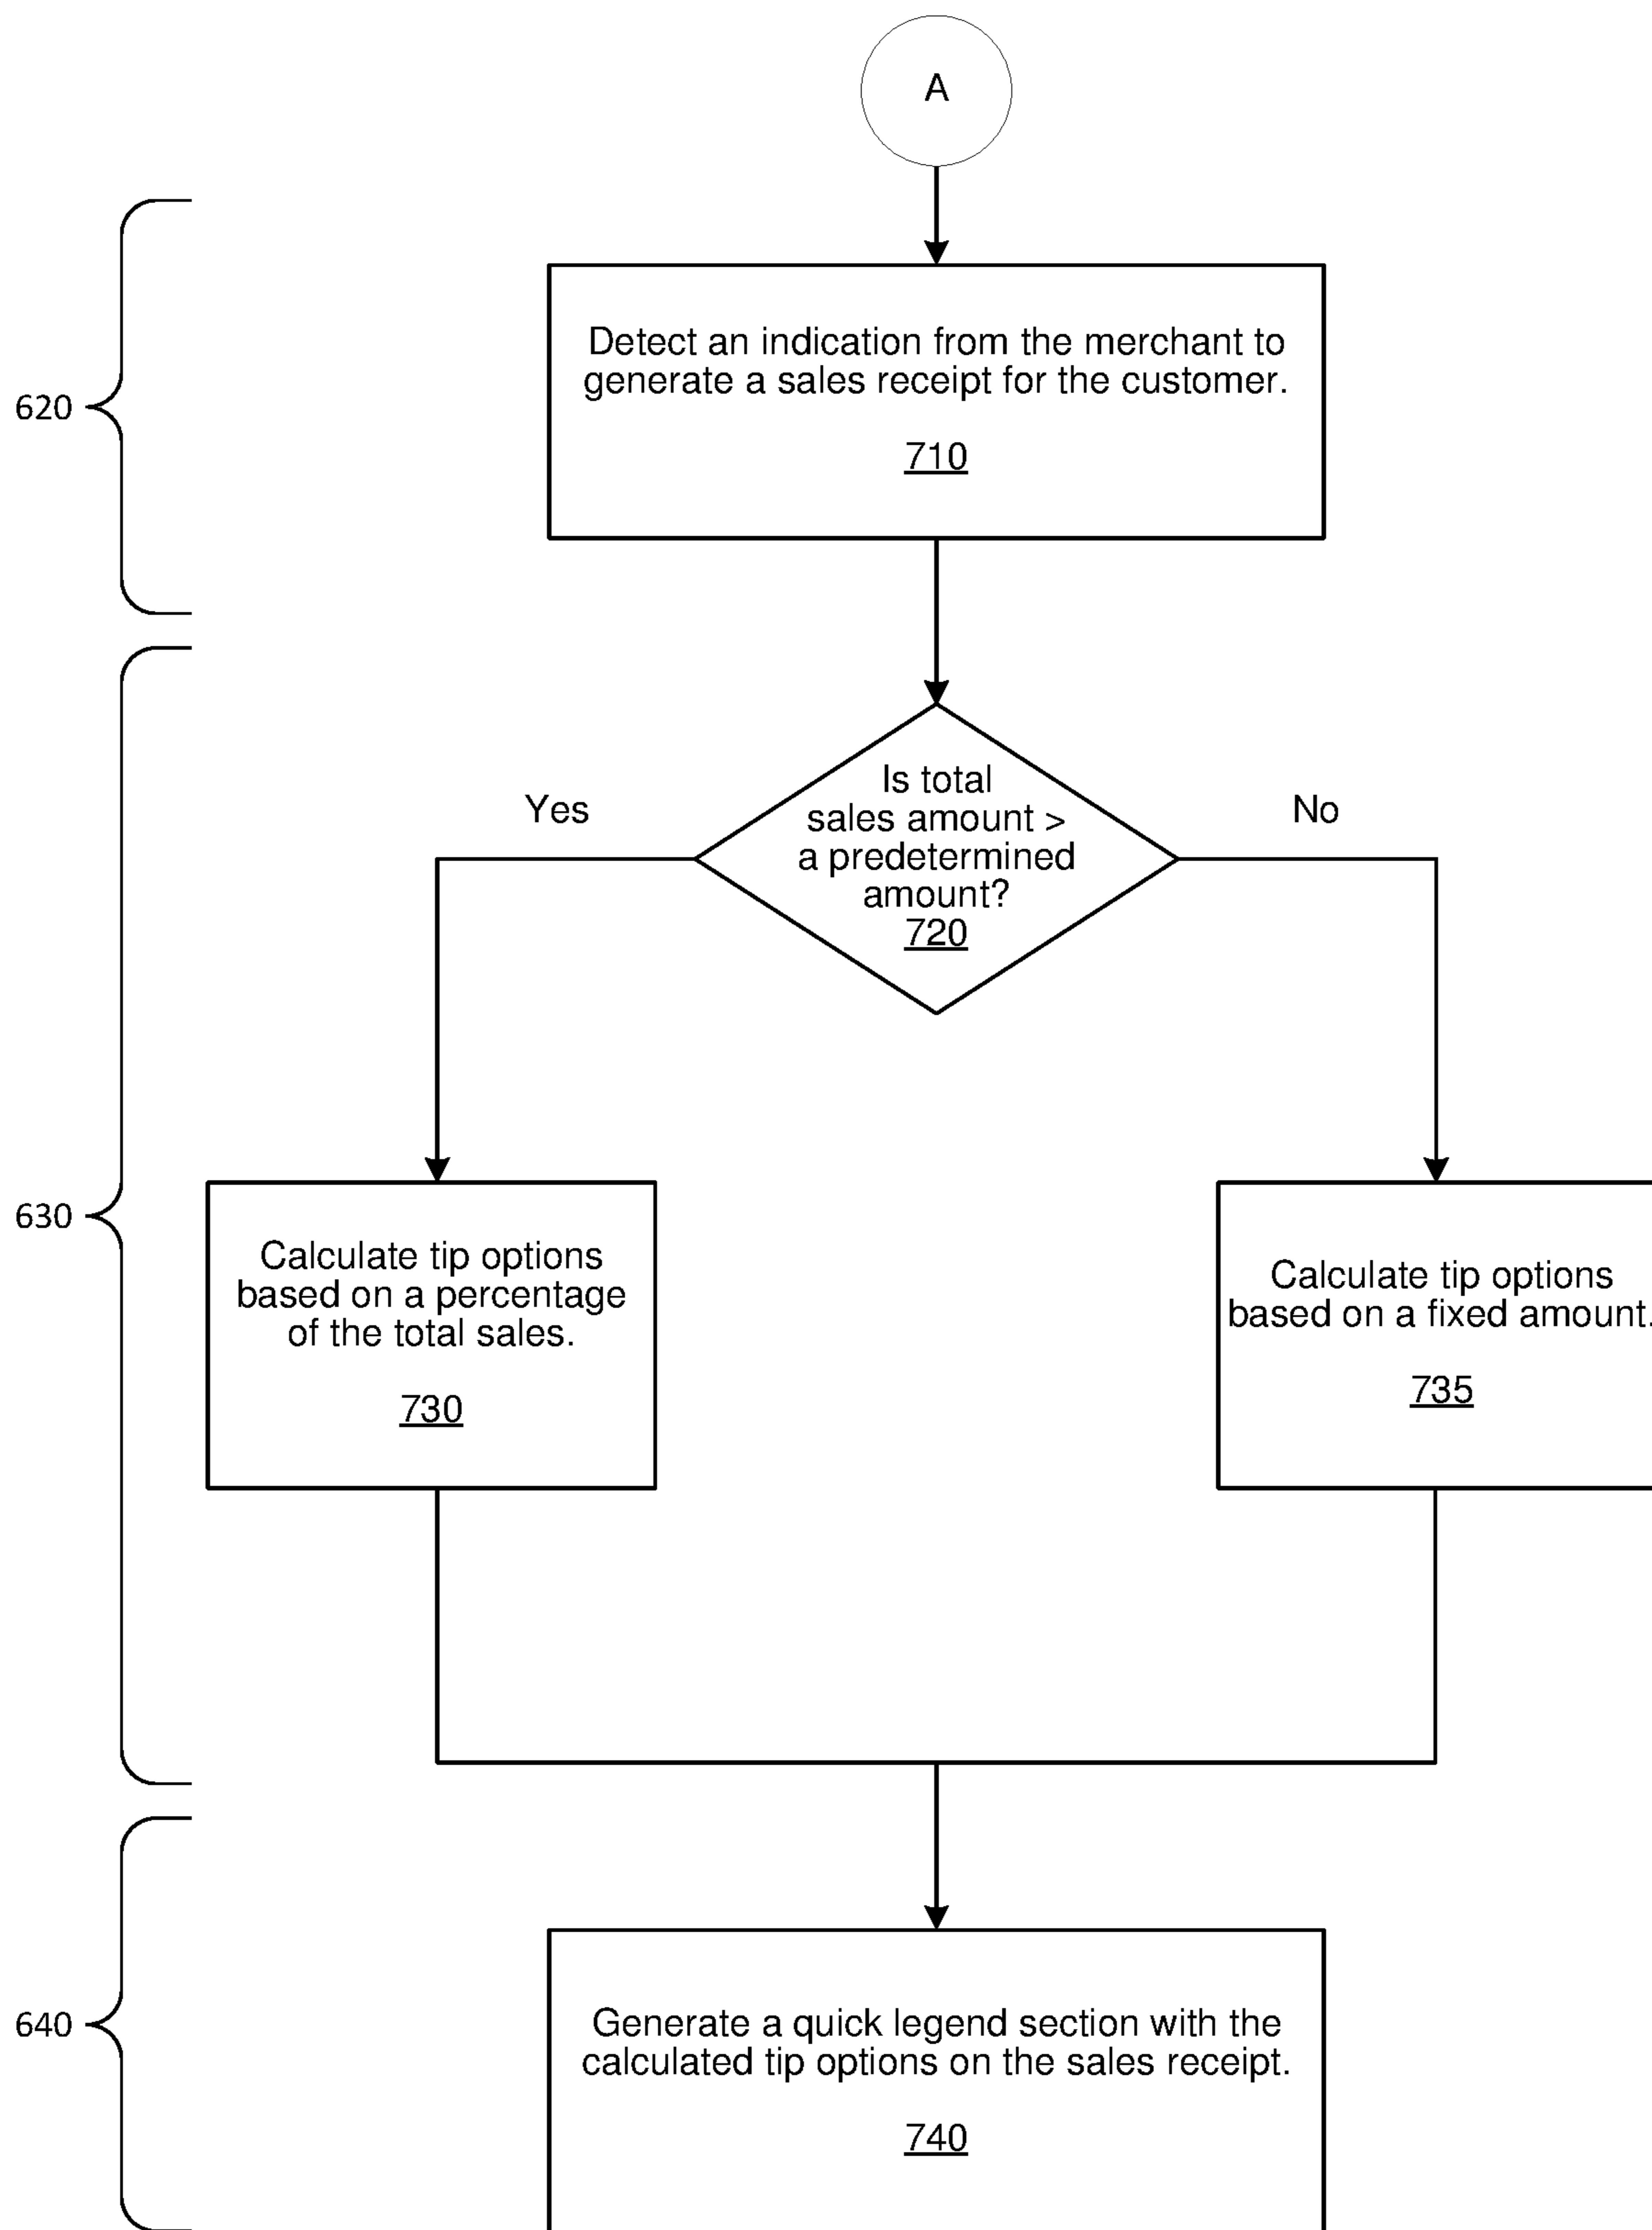 A
620
Detect an indication from the merchant to
generate a sales receipt for the customer.
710
Is total
sales amount >
a predetermined
amount?
720
Yes
No
630
Calculate tip options
based on a percentage
of the total sales.
730
Calculate tip options
based on a fixed amount.
735
640
Generate a quick legend section with the
calculated tip options on the sales receipt.
740